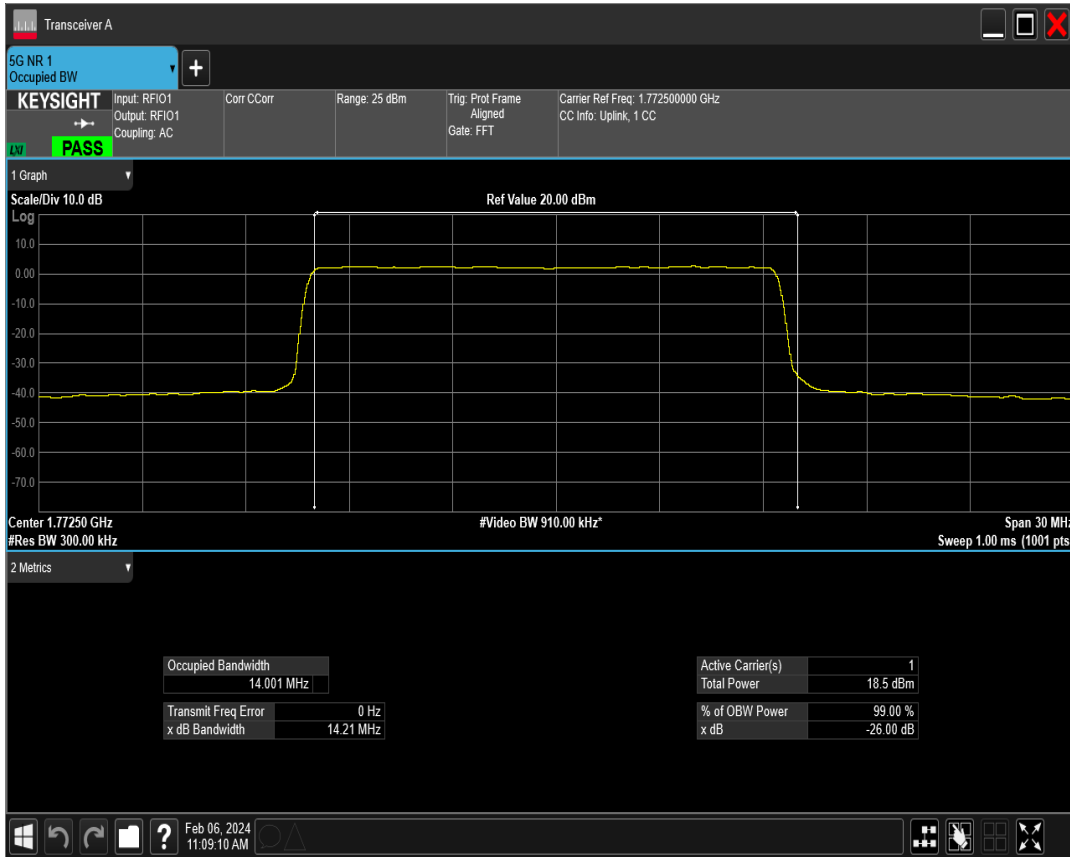 Transceiver A
5G NR 1
Occupied BW
+
KEYSIGHT
LXI
PASS
Input: RFIO1
Output: RFIO1
Coupling: AC
Corr CCorr
Range: 25 dBm
Trig: Prot Frame
Aligned
Gate: FFT
Carrier Ref Freq: 1.772500000 GHz
CC Info: Uplink, 1 CC
1 Graph
Scale/Div 10.0 dB
Ref Value 20.00 dBm
Log
10.0
0.00
-10.0
-20.0
-30.0
-40.0
-50.0
-60.0
-70.0
Center 1.77250 GHz
#Video BW 910.00 kHz*
Span 30 MHz
#Res BW 300.00 kHz
Sweep 1.00 ms (1001 pts
2 Metrics
Occupied Bandwidth
14.001 MHz
Transmit Freq Error 0 Hz
x dB Bandwidth 14.21 MHz
Active Carrier(s) 1
Total Power 18.5 dBm
% of OBW Power 99.00 %
x dB -26.00 dB
?
Feb 06, 2024
11:09:10 AM